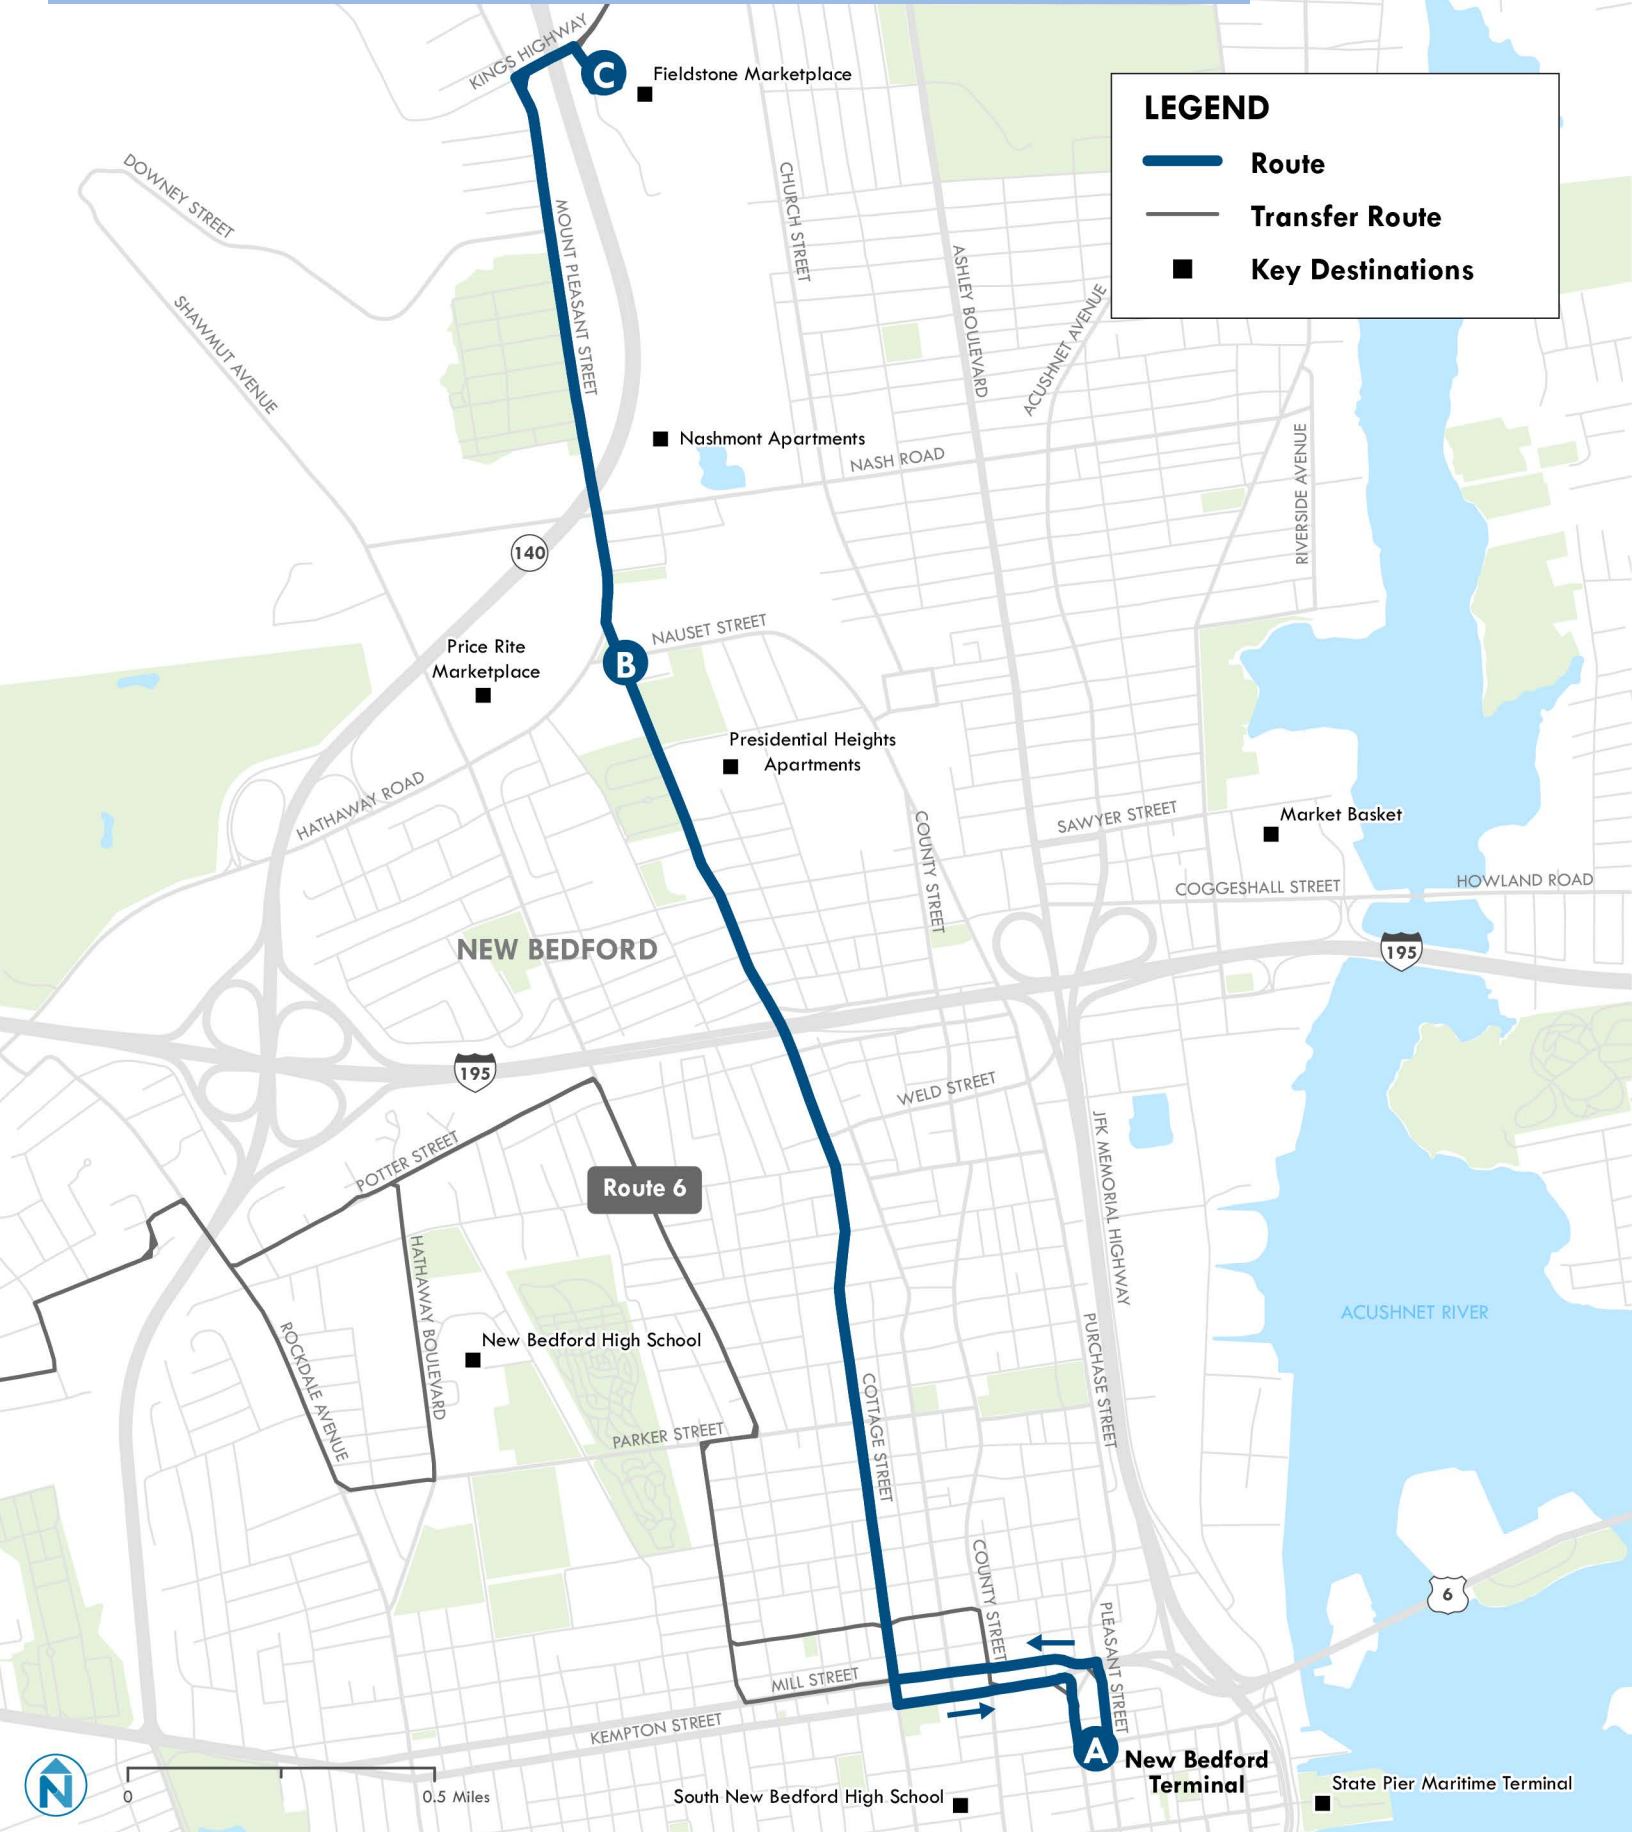 KINGS HIGHWAY
C
Fieldstone Marketplace
LEGEND
Route
Transfer Route
Key Destinations
DOWNEY STREET
CHURCH STREET
MOUNT PLEASANT STREET
ASHLEY BOULEVARD
ACUSHNET AVENUE
SHAWMUT AVENUE
Nashmont Apartments
NASH ROAD
RIVERSIDE AVENUE
140
NAUSET STREET
B
Price Rite
Marketplace
Presidential Heights
Apartments
HATHAWAY ROAD
SAWYER STREET
Market Basket
COUNTY STREET
COGGESHALL STREET
HOWLAND ROAD
NEW BEDFORD
195
195
WELD STREET
POTTER STREET
JFK MEMORIAL HIGHWAY
Route 6
HATHAWAY BOULEVARD
ACUSHNET RIVER
ROCKDALE AVENUE
New Bedford High School
PURCHASE STREET
COTTAGE STREET
PARKER STREET
COUNTY STREET
6
PLEASANT STREET
MILL STREET
KEMPTON STREET
A
New Bedford
Terminal
N
0
0.5 Miles
South New Bedford High School
State Pier Maritime Terminal